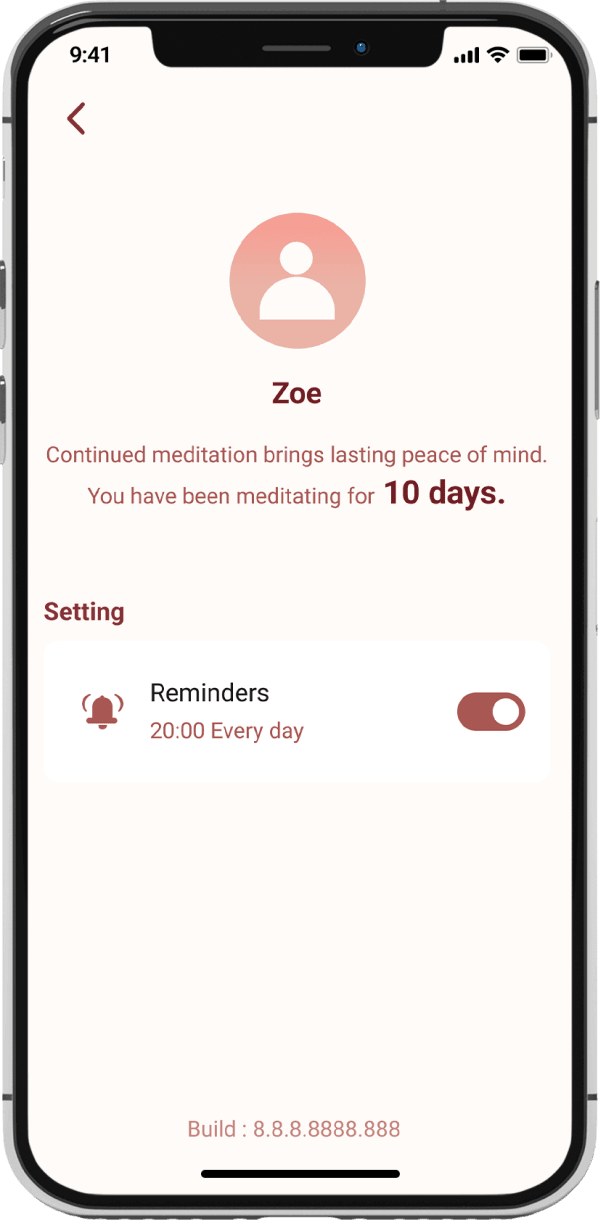 9:41
Zoe
Continued meditation brings lasting peace of mind.
You have been meditating for 10 days.
Setting
Reminders
20:00 Every day
Build : 8.8.8.8888.888